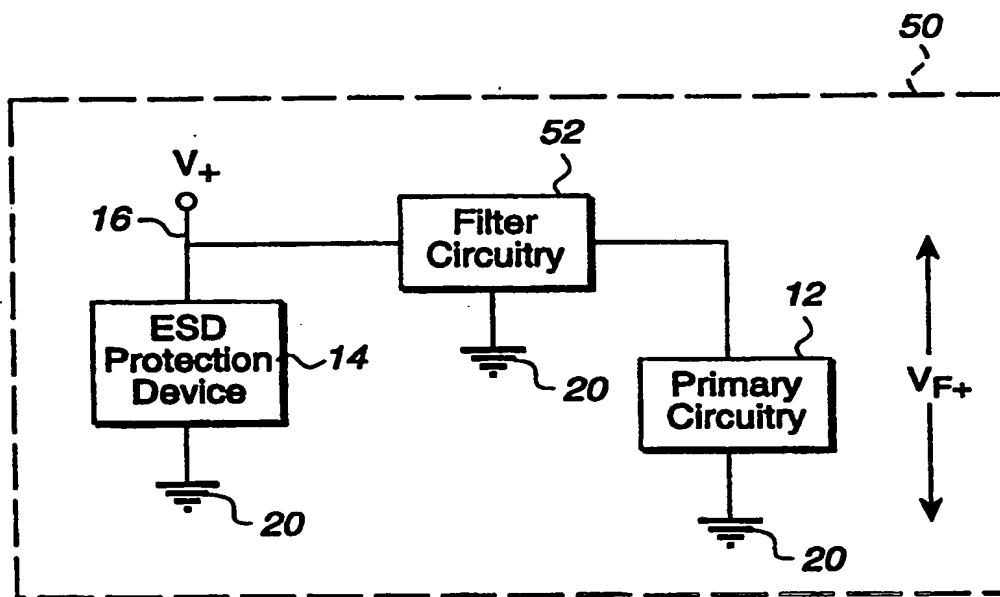 50
V+
16
52
Filter
Circuitry
ESD
Protection
Device
14
20
12
Primary
Circuitry
VF+
20
20